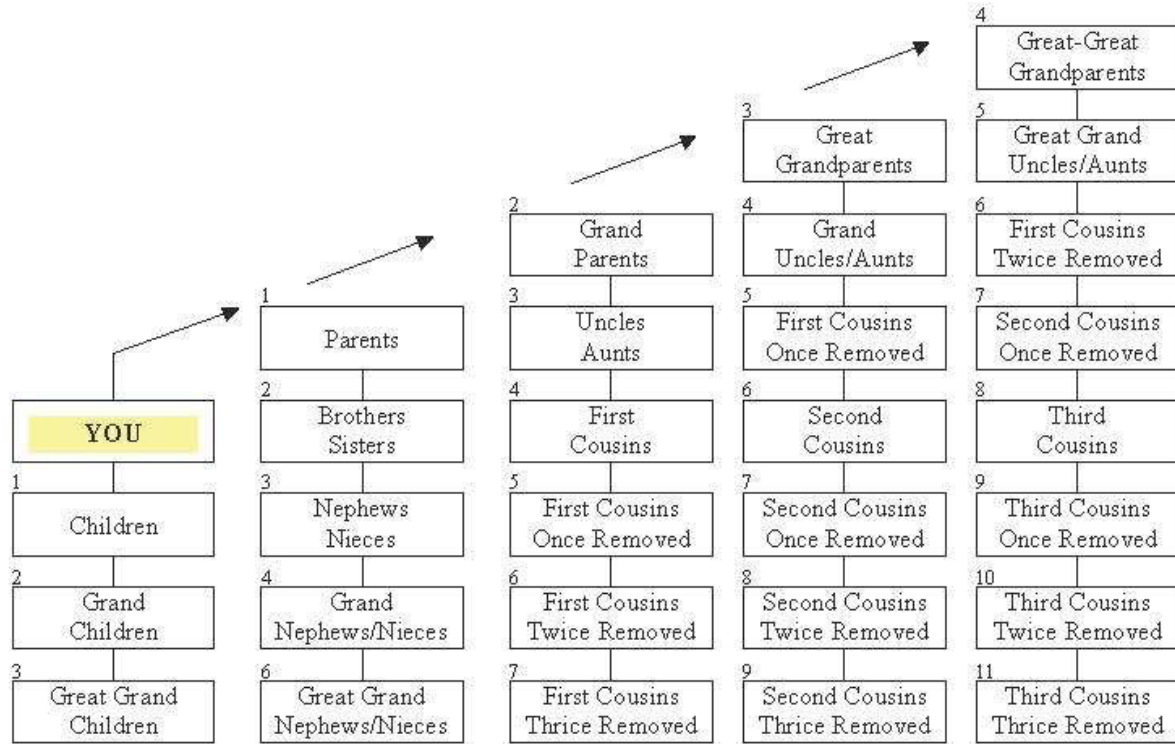 YOU
1
Children
2
Grand
Children
3
Great Grand
Children
1
Parents
2
Brothers
Sisters
3
Nephews
Nieces
4
Grand
Nephews/Nieces
6
Great Grand
Nephews/Nieces
2
Grand
Parents
3
Uncles
Aunts
4
First
Cousins
5
First Cousins
Once Removed
6
First Cousins
Twice Removed
7
First Cousins
Thrice Removed
3
Great
Grandparents
4
Grand
Uncles/Aunts
5
First Cousins
Once Removed
6
Second
Cousins
7
Second Cousins
Once Removed
8
Second Cousins
Twice Removed
9
Second Cousins
Thrice Removed
4
Great-Great
Grandparents
5
Great Grand
Uncles/Aunts
6
First Cousins
Twice Removed
7
Second Cousins
Once Removed
8
Third
Cousins
9
Third Cousins
Once Removed
10
Third Cousins
Twice Removed
11
Third Cousins
Thrice Removed